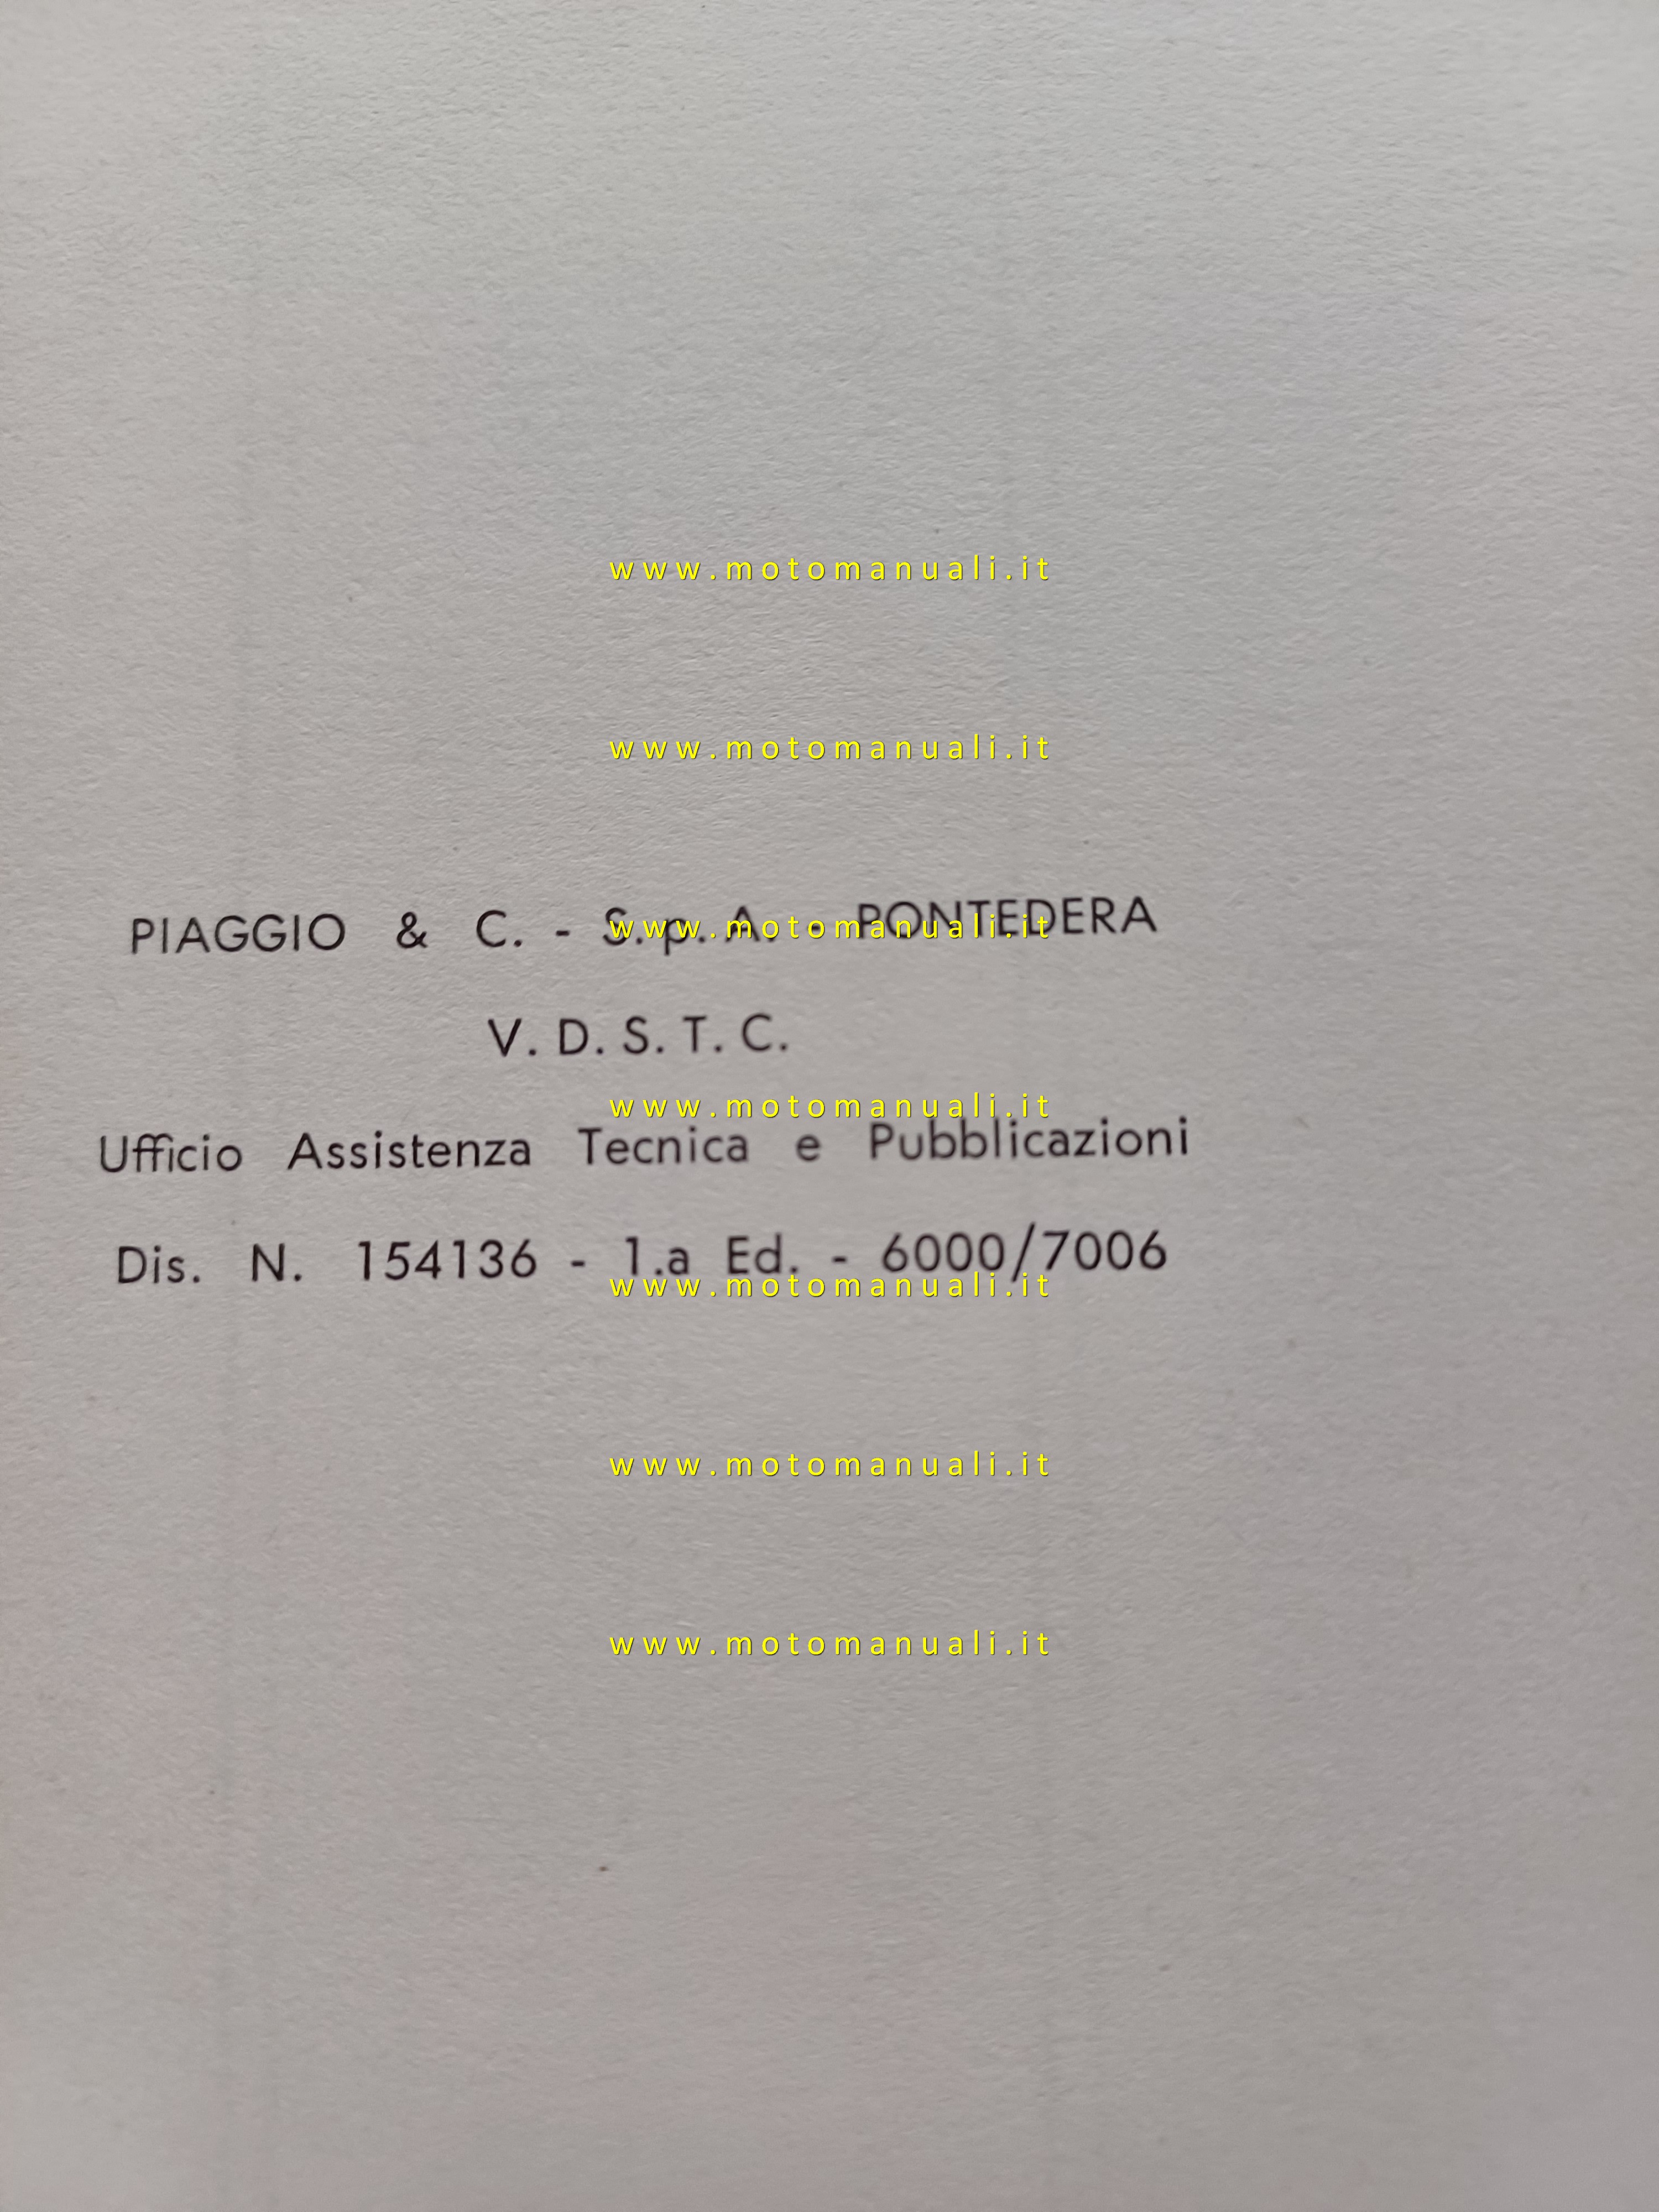 www.motomanuali.it
www.motomanuali.it
PIAGGIO & C. - S.p.A. - PONTEDERA
www.motomanuali.it
V.D.S.T.C.
www.motomanuali.it
Ufficio Assistenza Tecnica e Pubblicazioni
Dis. N. 154136 - 1.a Ed. - 6000/7006
www.motomanuali.it
www.motomanuali.it
www.motomanuali.it